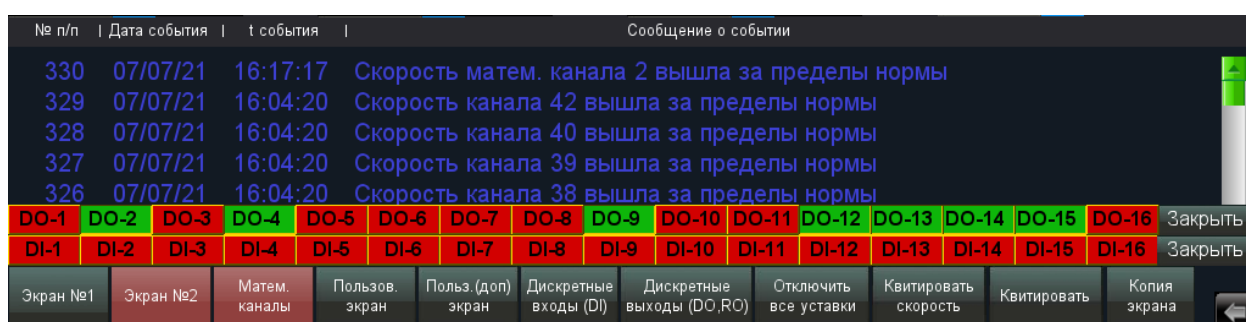 № п/п | Дата события | t события | Сообщение о событии
330 07/07/21 16:17:17 Скорость матем. канала 2 вышла за пределы нормы
329 07/07/21 16:04:20 Скорость канала 42 вышла за пределы нормы
328 07/07/21 16:04:20 Скорость канала 40 вышла за пределы нормы
327 07/07/21 16:04:20 Скорость канала 39 вышла за пределы нормы
326 07/07/21 16:04:20 Скорость канала 38 вышла за пределы нормы
DO-1 DO-2 DO-3 DO-4 DO-5 DO-6 DO-7 DO-8 DO-9 DO-10 DO-11 DO-12 DO-13 DO-14 DO-15 DO-16 Закрыть
DI-1 DI-2 DI-3 DI-4 DI-5 DI-6 DI-7 DI-8 DI-9 DI-10 DI-11 DI-12 DI-13 DI-14 DI-15 DI-16 Закрыть
Экран №1
Экран №2
Матем.
каналы
Пользов.
экран
Польз.(доп)
экран
Дискретные
входы (DI)
Дискретные
выходы (DO,RO)
Отключить
все уставки
Квитировать
скорость
Квитировать
Копия
экрана